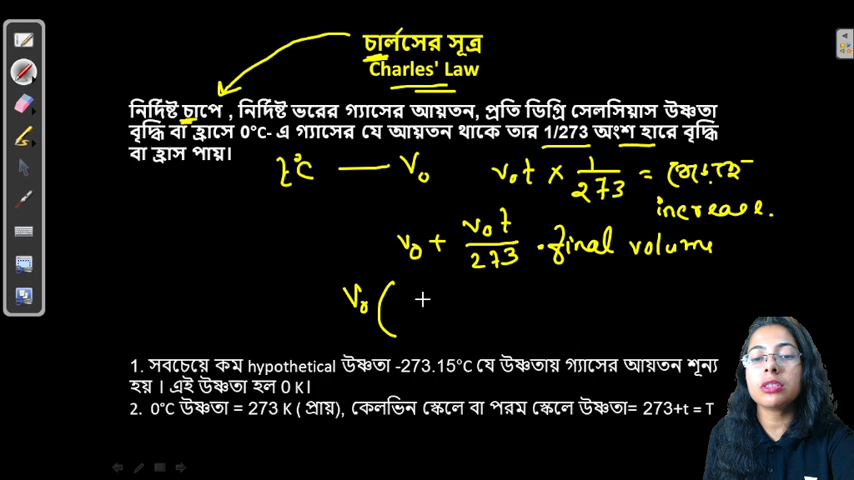 চার্লসের সূত্র
Charles' Law
নির্দিষ্ট চাপে , নির্দিষ্ট ভরের গ্যাসের আয়তন, প্রতি ডিগ্রি সেলসিয়াস উষ্ণতা
বৃদ্ধি বা হ্রাসে 0°C- এ গ্যাসের যে আয়তন থাকে তার 1/273 অংশ হারে বৃদ্ধি
বা হ্রাস পায়।
t°C — V₀ v₀t × 1/273 =
increase.
v₀ + v₀t/273 . final volume
V₀ (
1. সবচেয়ে কম hypothetical উষ্ণতা -273.15°C যে উষ্ণতায় গ্যাসের আয়তন শূন্য
হয় । এই উষ্ণতা হল 0 K।
2. 0°C উষ্ণতা = 273 K ( প্রায়), কেলভিন স্কেলে বা পরম স্কেলে উষ্ণতা= 273+t = T